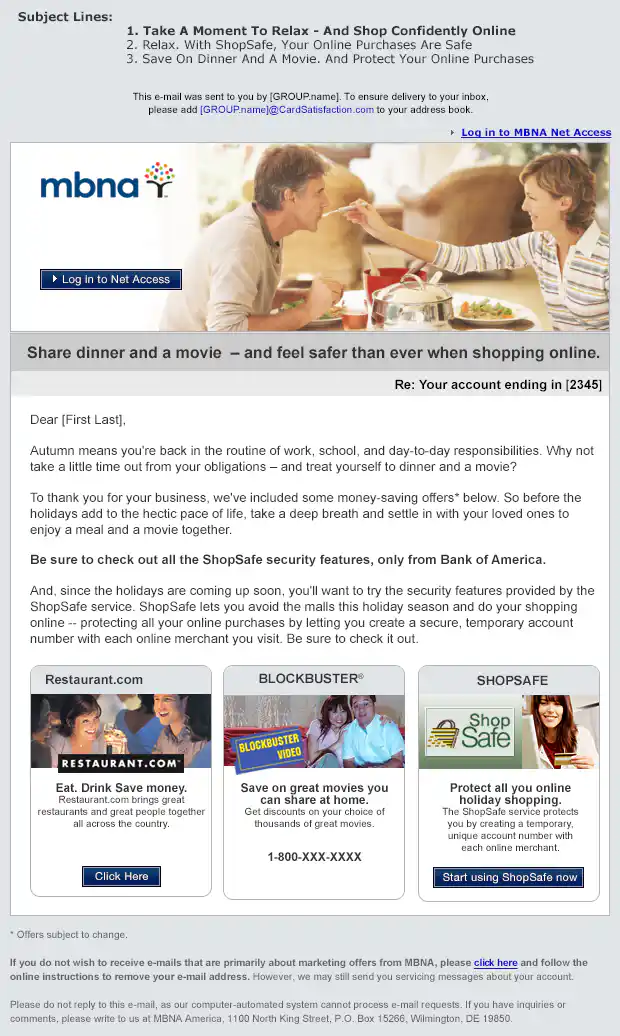 Subject Lines:
1. Take A Moment To Relax - And Shop Confidently Online
2. Relax. With ShopSafe, Your Online Purchases Are Safe
3. Save On Dinner And A Movie. And Protect Your Online Purchases
This e-mail was sent to you by [GROUP.name]. To ensure delivery to your inbox,
please add [GROUP.name]@CardSatisfaction.com to your address book.
Log in to MBNA Net Access
mbna
Log In to Net Access
Share dinner and a movie – and feel safer than ever when shopping online.
Re: Your account ending in [2345]
Dear [First Last],
Autumn means you're back in the routine of work, school, and day-to-day responsibilities. Why not
take a little time out from your obligations – and treat yourself to dinner and a movie?
To thank you for your business, we've included some money-saving offers* below. So before the
holidays add to the hectic pace of life, take a deep breath and settle in with your loved ones to
enjoy a meal and a movie together.
Be sure to check out all the ShopSafe security features, only from Bank of America.
And, since the holidays are coming up soon, you'll want to try the security features provided by the
ShopSafe service. ShopSafe lets you avoid the malls this holiday season and do your shopping
online -- protecting all your online purchases by letting you create a secure, temporary account
number with each online merchant you visit. Be sure to check it out.
Restaurant.com
RESTAURANT.COM
Eat. Drink Save money.
Restaurant.com brings great
restaurants and great people together
all across the country.
Click Here
BLOCKBUSTER®
BLOCKBUSTER
VIDEO
Save on great movies you
can share at home.
Get discounts on your choice of
thousands of great movies.
1-800-XXX-XXXX
SHOPSAFE
Shop
Safe
Protect all you online
holiday shopping.
The ShopSafe service protects
you by creating a temporary,
unique account number with
each online merchant.
Start using ShopSafe now
* Offers subject to change.
If you do not wish to receive e-mails that are primarily about marketing offers from MBNA, please click here and follow the
online instructions to remove your e-mail address. However, we may still send you servicing messages about your account.
Please do not reply to this e-mail, as our computer-automated system cannot process e-mail requests. If you have inquiries or
comments, please write to us at MBNA America, 1100 North King Street, P.O. Box 15266, Wilmington, DE 19850.